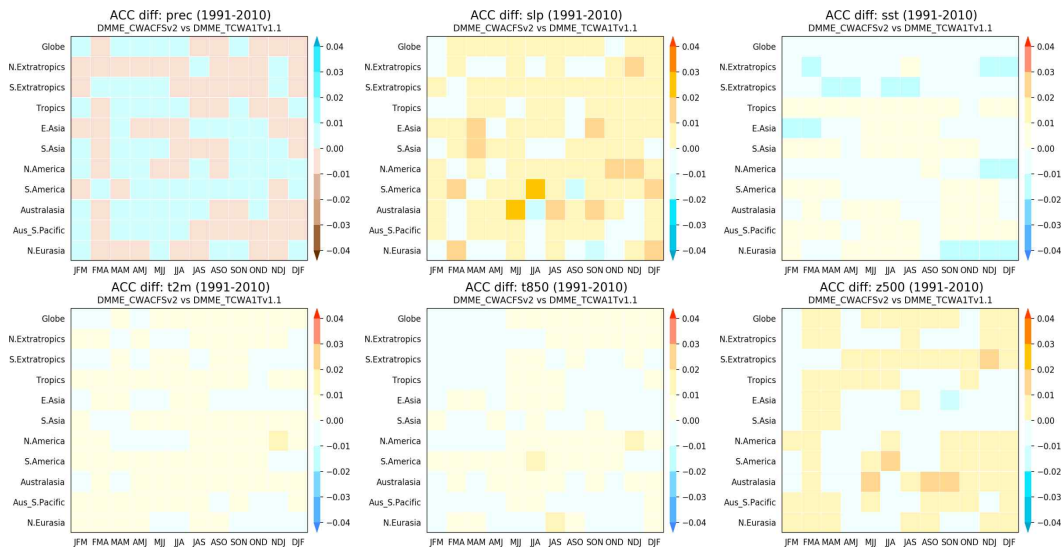 ACC diff: prec (1991-2010)
DMME_CWACFSv2 vs DMME_TCWA1Tv1.1
Globe
N.Extratropics
S.Extratropics
Tropics
E.Asia
S.Asia
N.America
S.America
Australasia
Aus_S.Pacific
N.Eurasia
JFM FMA MAM AMJ MJJ JJA JAS ASO SON OND NDJ DJF
0.04
0.03
0.02
0.01
0.00
−0.01
−0.02
−0.03
−0.04
ACC diff: slp (1991-2010)
DMME_CWACFSv2 vs DMME_TCWA1Tv1.1
Globe
N.Extratropics
S.Extratropics
Tropics
E.Asia
S.Asia
N.America
S.America
Australasia
Aus_S.Pacific
N.Eurasia
JFM FMA MAM AMJ MJJ JJA JAS ASO SON OND NDJ DJF
0.04
0.03
0.02
0.01
0.00
−0.01
−0.02
−0.03
−0.04
ACC diff: sst (1991-2010)
DMME_CWACFSv2 vs DMME_TCWA1Tv1.1
Globe
N.Extratropics
S.Extratropics
Tropics
E.Asia
S.Asia
N.America
S.America
Australasia
Aus_S.Pacific
N.Eurasia
JFM FMA MAM AMJ MJJ JJA JAS ASO SON OND NDJ DJF
0.04
0.03
0.02
0.01
0.00
−0.01
−0.02
−0.03
−0.04
ACC diff: t2m (1991-2010)
DMME_CWACFSv2 vs DMME_TCWA1Tv1.1
Globe
N.Extratropics
S.Extratropics
Tropics
E.Asia
S.Asia
N.America
S.America
Australasia
Aus_S.Pacific
N.Eurasia
JFM FMA MAM AMJ MJJ JJA JAS ASO SON OND NDJ DJF
0.04
0.03
0.02
0.01
0.00
−0.01
−0.02
−0.03
−0.04
ACC diff: t850 (1991-2010)
DMME_CWACFSv2 vs DMME_TCWA1Tv1.1
Globe
N.Extratropics
S.Extratropics
Tropics
E.Asia
S.Asia
N.America
S.America
Australasia
Aus_S.Pacific
N.Eurasia
JFM FMA MAM AMJ MJJ JJA JAS ASO SON OND NDJ DJF
0.04
0.03
0.02
0.01
0.00
−0.01
−0.02
−0.03
−0.04
ACC diff: z500 (1991-2010)
DMME_CWACFSv2 vs DMME_TCWA1Tv1.1
Globe
N.Extratropics
S.Extratropics
Tropics
E.Asia
S.Asia
N.America
S.America
Australasia
Aus_S.Pacific
N.Eurasia
JFM FMA MAM AMJ MJJ JJA JAS ASO SON OND NDJ DJF
0.04
0.03
0.02
0.01
0.00
−0.01
−0.02
−0.03
−0.04